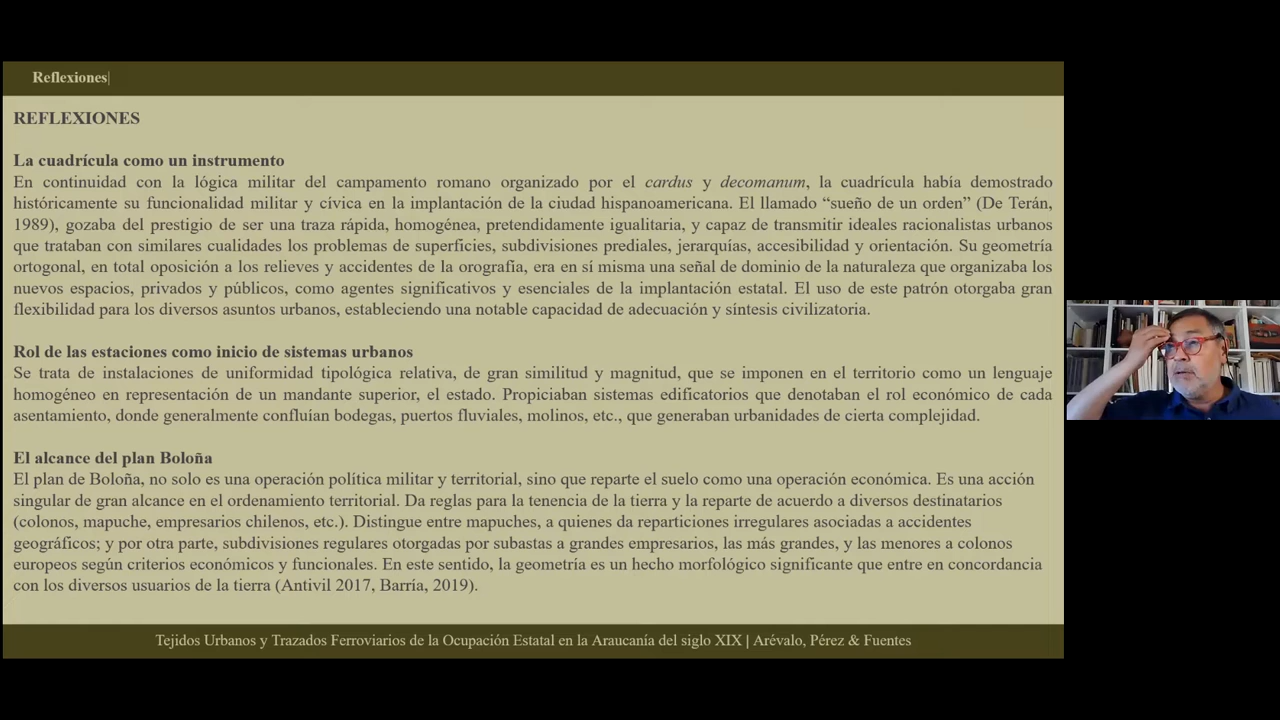 Reflexiones|
REFLEXIONES
La cuadrícula como un instrumento
En continuidad con la lógica militar del campamento romano organizado por el cardus y decomanum, la cuadrícula había demostrado
históricamente su funcionalidad militar y cívica en la implantación de la ciudad hispanoamericana. El llamado “sueño de un orden” (De Terán,
1989), gozaba del prestigio de ser una traza rápida, homogénea, pretendidamente igualitaria, y capaz de transmitir ideales racionalistas urbanos
que trataban con similares cualidades los problemas de superficies, subdivisiones prediales, jerarquías, accesibilidad y orientación. Su geometría
ortogonal, en total oposición a los relieves y accidentes de la orografía, era en sí misma una señal de dominio de la naturaleza que organizaba los
nuevos espacios, privados y públicos, como agentes significativos y esenciales de la implantación estatal. El uso de este patrón otorgaba gran
flexibilidad para los diversos asuntos urbanos, estableciendo una notable capacidad de adecuación y síntesis civilizatoria.
Rol de las estaciones como inicio de sistemas urbanos
Se trata de instalaciones de uniformidad tipológica relativa, de gran similitud y magnitud, que se imponen en el territorio como un lenguaje
homogéneo en representación de un mandante superior, el estado. Propiciaban sistemas edificatorios que denotaban el rol económico de cada
asentamiento, donde generalmente confluían bodegas, puertos fluviales, molinos, etc., que generaban urbanidades de cierta complejidad.
El alcance del plan Boloña
El plan de Boloña, no solo es una operación política militar y territorial, sino que reparte el suelo como una operación económica. Es una acción
singular de gran alcance en el ordenamiento territorial. Da reglas para la tenencia de la tierra y la reparte de acuerdo a diversos destinatarios
(colonos, mapuche, empresarios chilenos, etc.). Distingue entre mapuches, a quienes da reparticiones irregulares asociadas a accidentes
geográficos; y por otra parte, subdivisiones regulares otorgadas por subastas a grandes empresarios, las más grandes, y las menores a colonos
europeos según criterios económicos y funcionales. En este sentido, la geometría es un hecho morfológico significante que entre en concordancia
con los diversos usuarios de la tierra (Antivil 2017, Barría, 2019).
Tejidos Urbanos y Trazados Ferroviarios de la Ocupación Estatal en la Araucanía del siglo XIX | Arévalo, Pérez & Fuentes